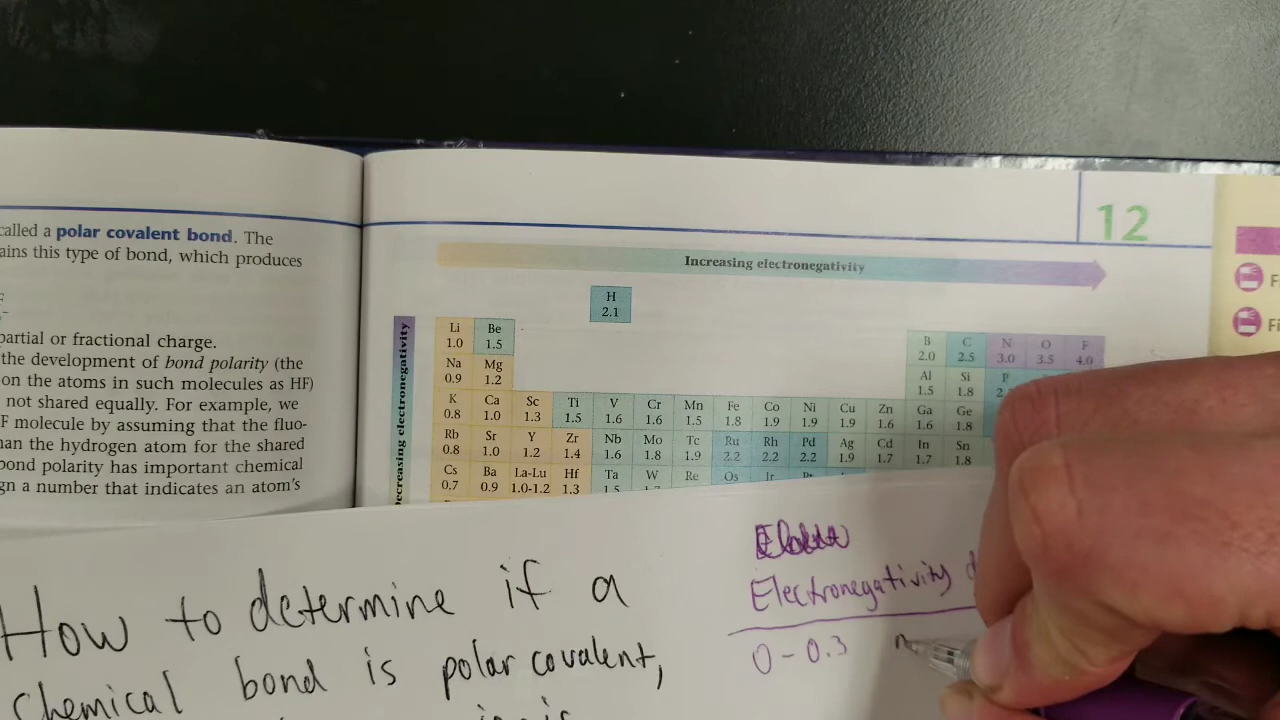 called a polar covalent bond. The
ains this type of bond, which produces
partial or fractional charge.
the development of bond polarity (the
on the atoms in such molecules as HF)
not shared equally. For example, we
F molecule by assuming that the fluo-
han the hydrogen atom for the shared
bond polarity has important chemical
gn a number that indicates an atom's
12
Increasing electronegativity
Decreasing electronegativity
H
2.1
Li Be B C N O F
1.0 1.5 2.0 2.5 3.0 3.5 4.0
Na Mg Al Si P
0.9 1.2 1.5 1.8
K Ca Sc Ti V Cr Mn Fe Co Ni Cu Zn Ga Ge
0.8 1.0 1.3 1.5 1.6 1.6 1.5 1.8 1.9 1.9 1.9 1.6 1.6 1.8
Rb Sr Y Zr Nb Mo Tc Ru Rh Pd Ag Cd In Sn
0.8 1.0 1.2 1.4 1.6 1.8 1.9 2.2 2.2 2.2 1.9 1.7 1.7 1.8
Cs Ba La-Lu Hf Ta W Re Os Ir Pt
0.7 0.9 1.0-1.2 1.3 1.5 1.7
How to determine if a
chemical bond is polar covalent,
Electronegativity d
0 - 0.3 n